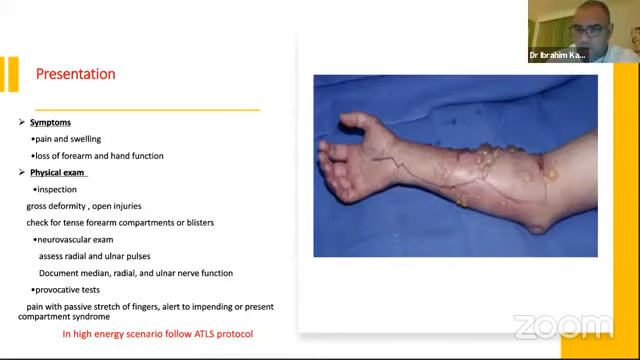 Presentation
➢ Symptoms
•pain and swelling
•loss of forearm and hand function
➢ Physical exam
•inspection
gross deformity , open injuries
check for tense forearm compartments or blisters
•neurovascular exam
assess radial and ulnar pulses
Document median, radial, and ulnar nerve function
•provocative tests
pain with passive stretch of fingers, alert to impending or present
compartment syndrome
In high energy scenario follow ATLS protocol
Dr Ibrahim Ka...
zoom